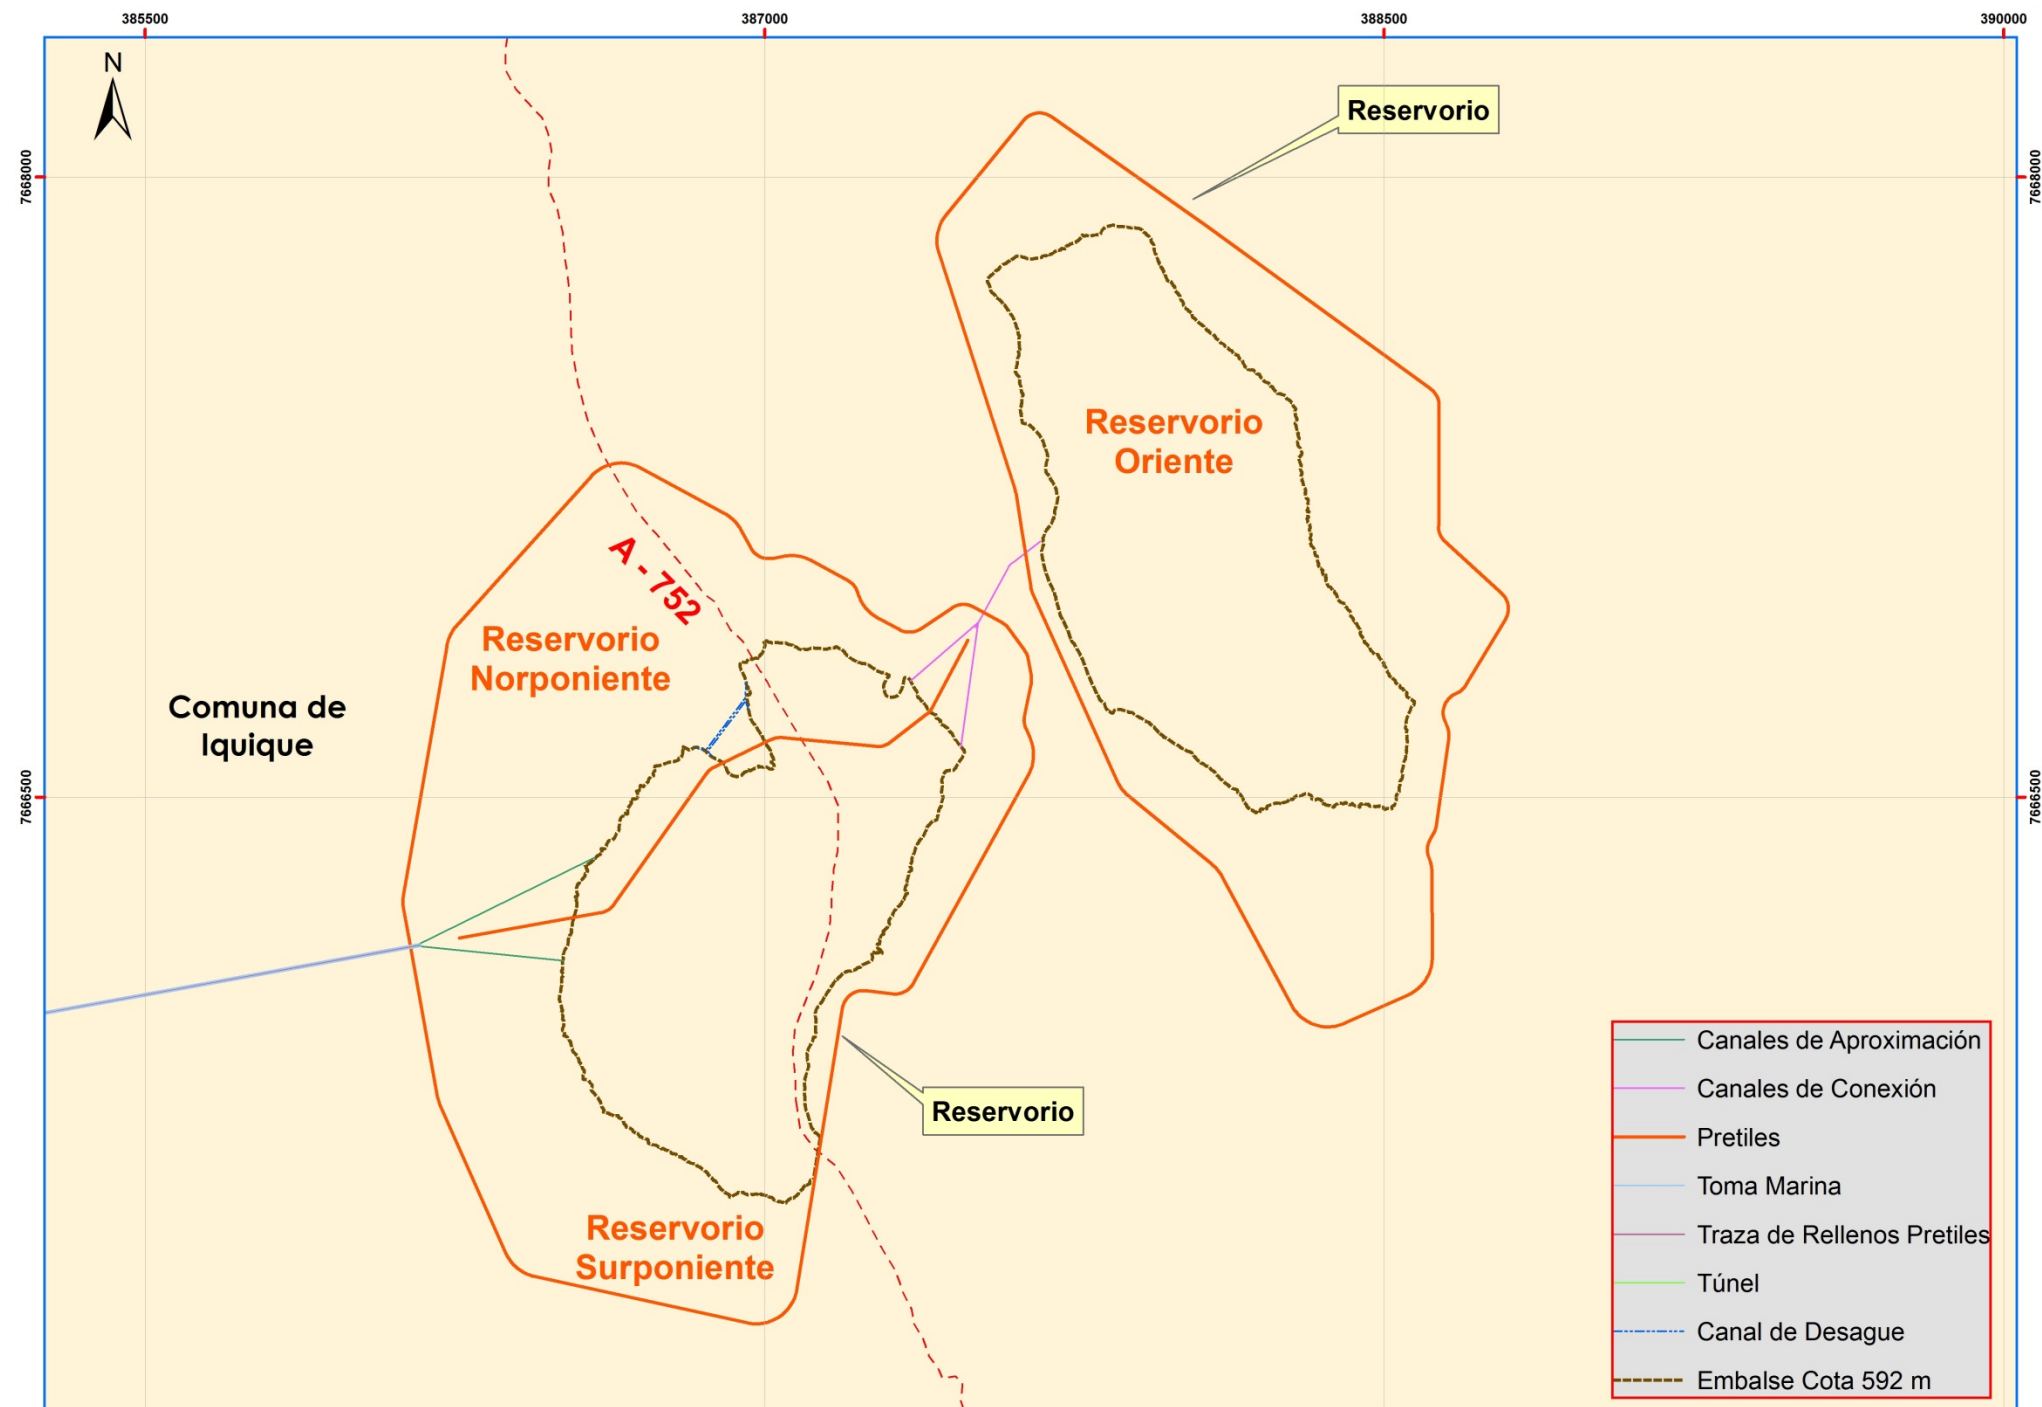 385500
387000
388500
390000
N
Reservorio
7668000
7668000
Reservorio
Oriente
A - 752
Reservorio
Norponiente
Comuna de
Iquique
7666500
7666500
Reservorio
Reservorio
Surponiente
Canales de Aproximación
Canales de Conexión
Pretiles
Toma Marina
Traza de Rellenos Pretiles
Túnel
Canal de Desague
Embalse Cota 592 m